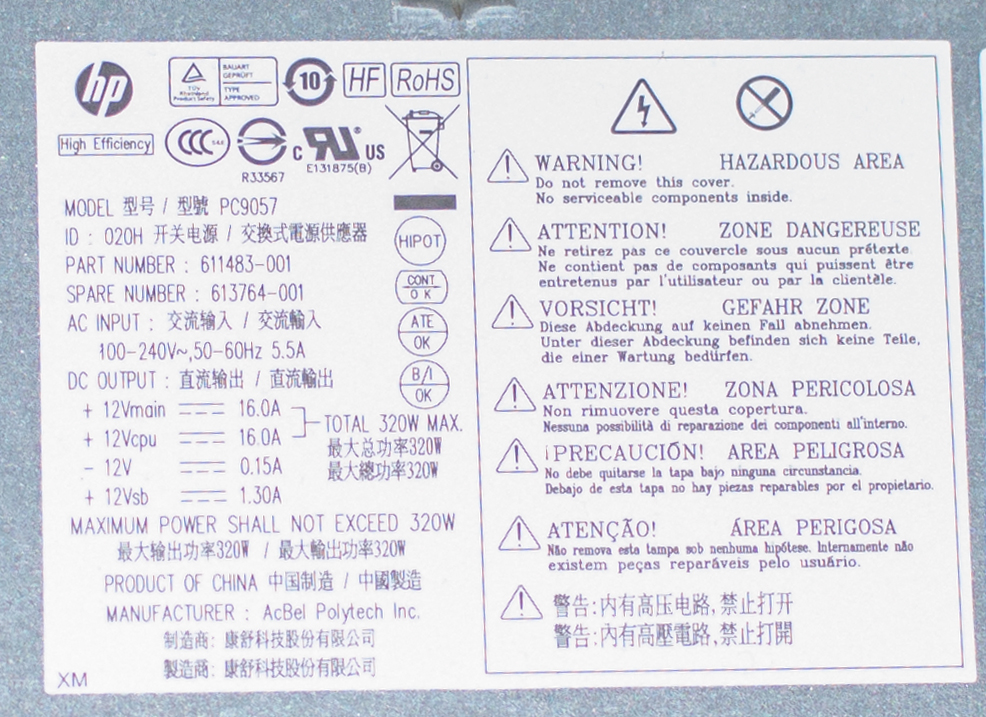 hp
BAUART GEPRÜFT
TYPE APPROVED
TÜV Rheinland
Product Safety
10
HF
RoHS
High Efficiency
CCC S&E
R33567
c RU US
E131875(B)
MODEL 型号 / 型號 PC9057
ID : 020H 开关电源 / 交換式電源供應器
PART NUMBER : 611483-001
SPARE NUMBER : 613764-001
AC INPUT : 交流输入 / 交流輸入
100-240V~,50-60Hz 5.5A
DC OUTPUT : 直流输出 / 直流輸出
+ 12Vmain 16.0A
+ 12Vcpu 16.0A
- 12V 0.15A
+ 12Vsb 1.30A
TOTAL 320W MAX.
最大总功率320W
最大總功率320W
MAXIMUM POWER SHALL NOT EXCEED 320W
最大输出功率320W / 最大輸出功率320W
PRODUCT OF CHINA 中国制造 / 中國製造
MANUFACTURER : AcBel Polytech Inc.
制造商: 康舒科技股份有限公司
製造商: 康舒科技股份有限公司
XM
HIPOT
CONT
OK
ATE
OK
B/I
OK
WARNING! HAZARDOUS AREA
Do not remove this cover.
No serviceable components inside.
ATTENTION! ZONE DANGEREUSE
Ne retirez pas ce couvercle sous aucun prétexte.
Ne contient pas de composants qui puissent être
entretenus par l'utilisateur ou par la clientèle.
VORSICHT! GEFAHR ZONE
Diese Abdeckung auf keinen Fall abnehmen.
Unter dieser Abdeckung befinden sich keine Teile,
die einer Wartung bedürfen.
ATTENZIONE! ZONA PERICOLOSA
Non rimuovere questa copertura.
Nessuna possibilità di reparazione dei componenti all'interno.
¡PRECAUCIÓN! AREA PELIGROSA
No debe quitarse la tapa bajo ninguna circunstancia.
Debajo de esta tapa no hay piezas reparables por el propietario.
ATENÇÃO! ÁREA PERIGOSA
Não remova esta tampa sob nenhuma hipótese. Internamente não
existem peças reparáveis pelo usuário.
警告:内有高压电路,禁止打开
警告:內有高壓電路,禁止打開